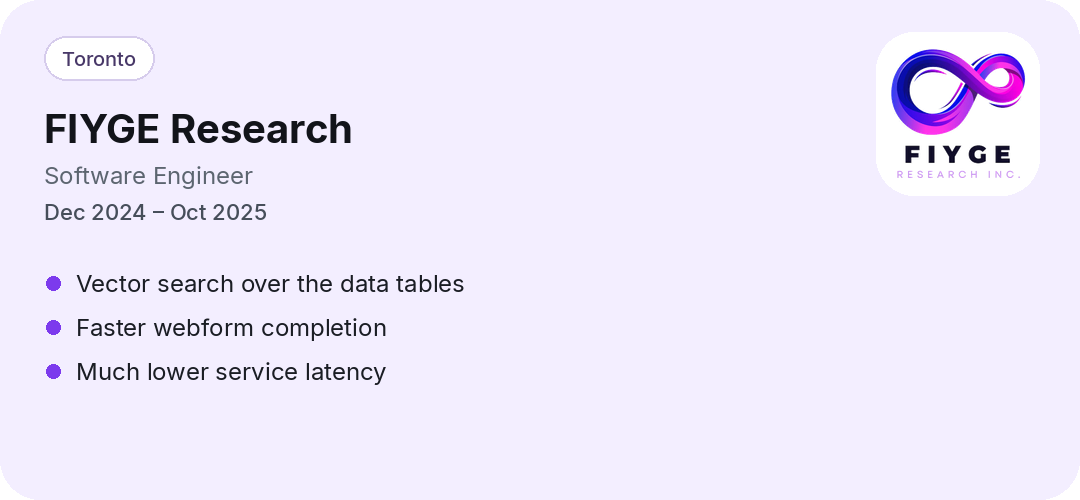 Toronto
FIYGE Research
Software Engineer
Dec 2024 – Oct 2025
Vector search over the data tables
Faster webform completion
Much lower service latency
FIYGE
RESEARCH INC.